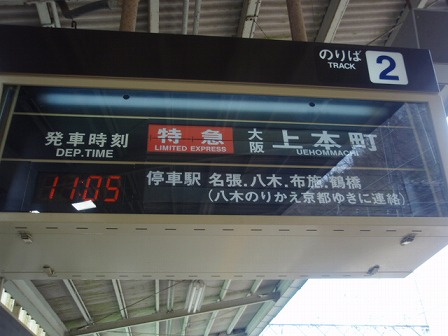 のりば 2
TRACK
発車時刻 特急 大阪 上本町
DEP.TIME LIMITED EXPRESS UEHOMMACHI
11:05 停車駅 名張.八木.布施.鶴橋
(八木のりかえ京都ゆきに連絡)